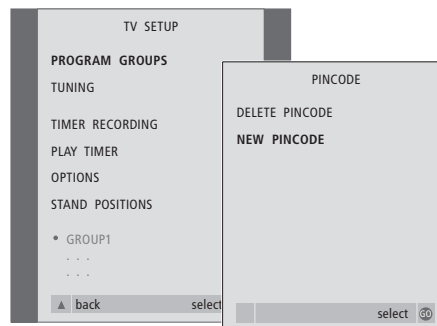 TV SETUP
PROGRAM GROUPS
TUNING
TIMER RECORDING
PLAY TIMER
OPTIONS
STAND POSITIONS
• GROUP1
. . .
. . .
▲ back select
PINCODE
DELETE PINCODE
NEW PINCODE
select GO